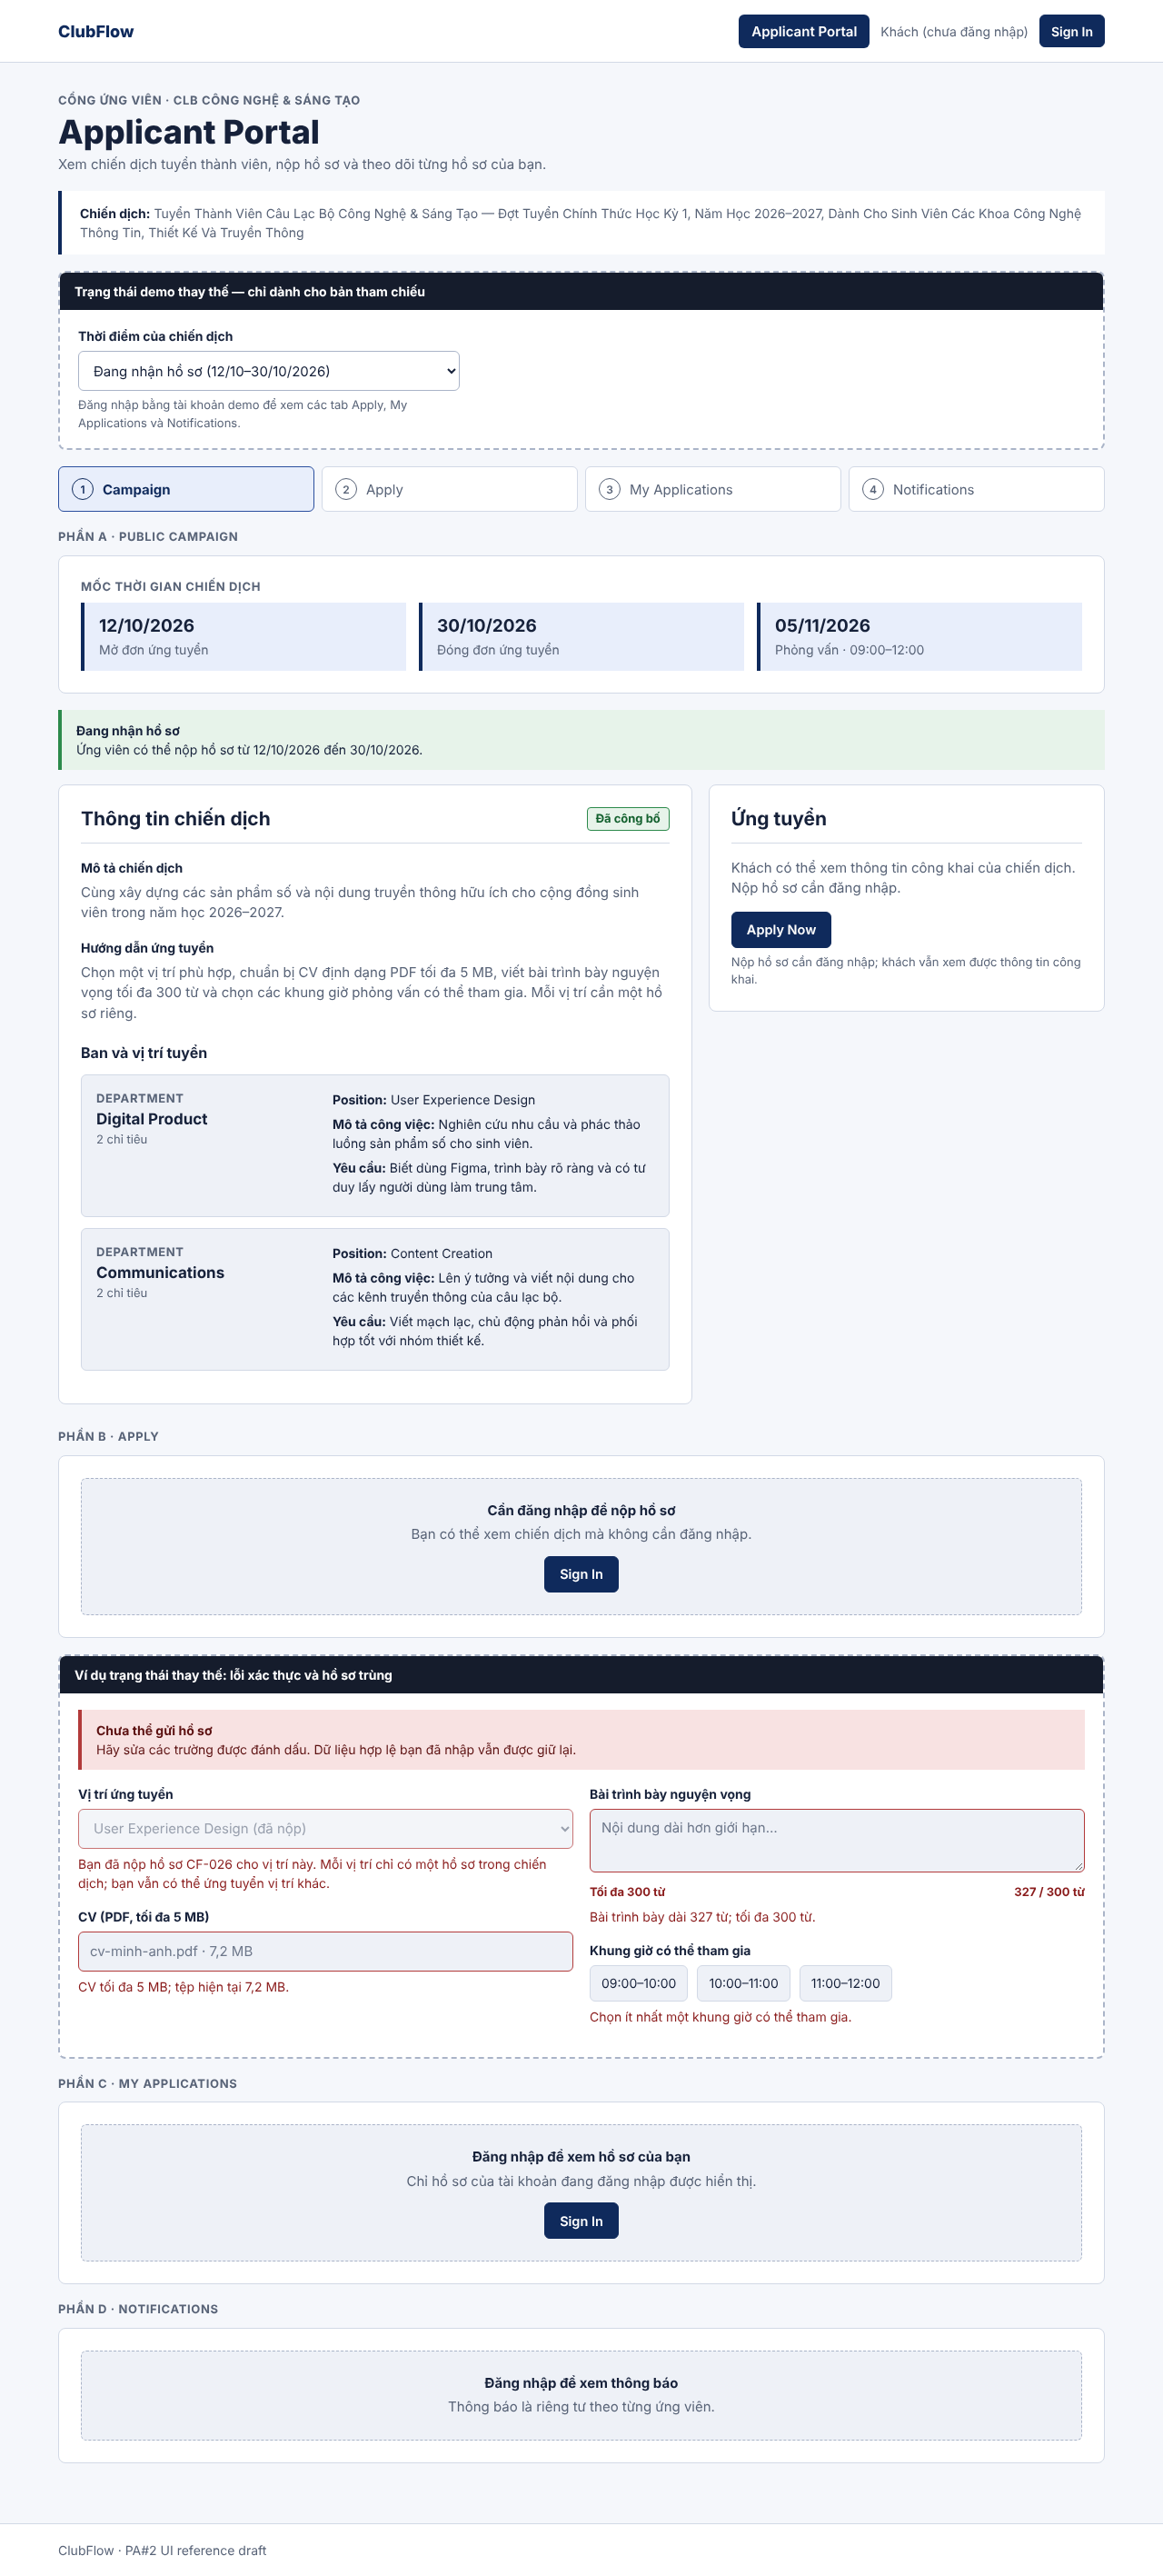 ClubFlow
Applicant Portal
Khách (chưa đăng nhập)
Sign In
CỔNG ỨNG VIÊN · CLB CÔNG NGHỆ & SÁNG TẠO
Applicant Portal
Xem chiến dịch tuyển thành viên, nộp hồ sơ và theo dõi từng hồ sơ của bạn.
Chiến dịch: Tuyển Thành Viên Câu Lạc Bộ Công Nghệ & Sáng Tạo — Đợt Tuyển Chính Thức Học Kỳ 1, Năm Học 2026–2027, Dành Cho Sinh Viên Các Khoa Công Nghệ
Thông Tin, Thiết Kế Và Truyền Thông
Trạng thái demo thay thế — chỉ dành cho bản tham chiếu
Thời điểm của chiến dịch
Đang nhận hồ sơ (12/10–30/10/2026)
Đăng nhập bằng tài khoản demo để xem các tab Apply, My
Applications và Notifications.
1 Campaign
2 Apply
3 My Applications
4 Notifications
PHẦN A · PUBLIC CAMPAIGN
MỐC THỜI GIAN CHIẾN DỊCH
12/10/2026
Mở đơn ứng tuyển
30/10/2026
Đóng đơn ứng tuyển
05/11/2026
Phỏng vấn · 09:00–12:00
Đang nhận hồ sơ
Ứng viên có thể nộp hồ sơ từ 12/10/2026 đến 30/10/2026.
Thông tin chiến dịch
Đã công bố
Mô tả chiến dịch
Cùng xây dựng các sản phẩm số và nội dung truyền thông hữu ích cho cộng đồng sinh
viên trong năm học 2026–2027.
Hướng dẫn ứng tuyển
Chọn một vị trí phù hợp, chuẩn bị CV định dạng PDF tối đa 5 MB, viết bài trình bày nguyện
vọng tối đa 300 từ và chọn các khung giờ phỏng vấn có thể tham gia. Mỗi vị trí cần một hồ
sơ riêng.
Ban và vị trí tuyển
DEPARTMENT
Digital Product
2 chỉ tiêu
Position: User Experience Design
Mô tả công việc: Nghiên cứu nhu cầu và phác thảo
luồng sản phẩm số cho sinh viên.
Yêu cầu: Biết dùng Figma, trình bày rõ ràng và có tư
duy lấy người dùng làm trung tâm.
DEPARTMENT
Communications
2 chỉ tiêu
Position: Content Creation
Mô tả công việc: Lên ý tưởng và viết nội dung cho
các kênh truyền thông của câu lạc bộ.
Yêu cầu: Viết mạch lạc, chủ động phản hồi và phối
hợp tốt với nhóm thiết kế.
Ứng tuyển
Khách có thể xem thông tin công khai của chiến dịch.
Nộp hồ sơ cần đăng nhập.
Apply Now
Nộp hồ sơ cần đăng nhập; khách vẫn xem được thông tin công
khai.
PHẦN B · APPLY
Cần đăng nhập để nộp hồ sơ
Bạn có thể xem chiến dịch mà không cần đăng nhập.
Sign In
Ví dụ trạng thái thay thế: lỗi xác thực và hồ sơ trùng
Chưa thể gửi hồ sơ
Hãy sửa các trường được đánh dấu. Dữ liệu hợp lệ bạn đã nhập vẫn được giữ lại.
Vị trí ứng tuyển
User Experience Design (đã nộp)
Bạn đã nộp hồ sơ CF-026 cho vị trí này. Mỗi vị trí chỉ có một hồ sơ trong chiến
dịch; bạn vẫn có thể ứng tuyển vị trí khác.
CV (PDF, tối đa 5 MB)
cv-minh-anh.pdf · 7,2 MB
CV tối đa 5 MB; tệp hiện tại 7,2 MB.
Bài trình bày nguyện vọng
Nội dung dài hơn giới hạn...
Tối đa 300 từ
327 / 300 từ
Bài trình bày dài 327 từ; tối đa 300 từ.
Khung giờ có thể tham gia
09:00–10:00
10:00–11:00
11:00–12:00
Chọn ít nhất một khung giờ có thể tham gia.
PHẦN C · MY APPLICATIONS
Đăng nhập để xem hồ sơ của bạn
Chỉ hồ sơ của tài khoản đang đăng nhập được hiển thị.
Sign In
PHẦN D · NOTIFICATIONS
Đăng nhập để xem thông báo
Thông báo là riêng tư theo từng ứng viên.
ClubFlow · PA#2 UI reference draft